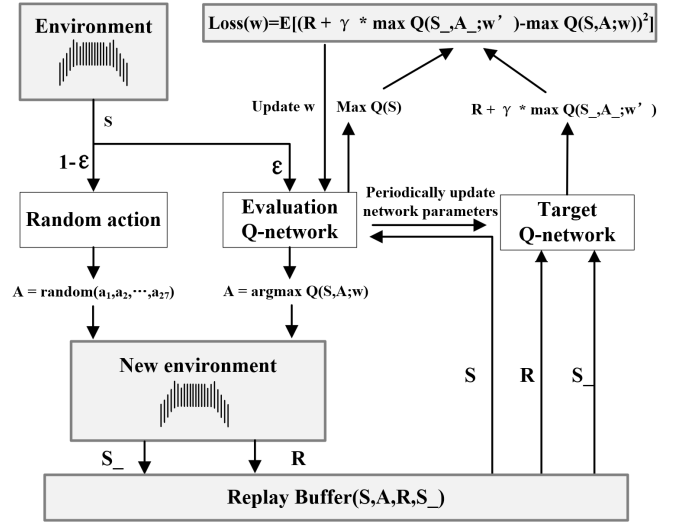 Environment
Loss(w)=E[(R + γ * max Q(S_,A_;w’)-max Q(S,A;w))²]
S
Update w
Max Q(S)
R + γ * max Q(S_,A_;w’)
1-ε
ε
Random action
Evaluation
Q-network
Periodically update
network parameters
Target
Q-network
A = random(a₁,a₂,⋯,a₂₇)
A = argmax Q(S,A;w)
New environment
S
R
S_
S_
R
Replay Buffer(S,A,R,S_)